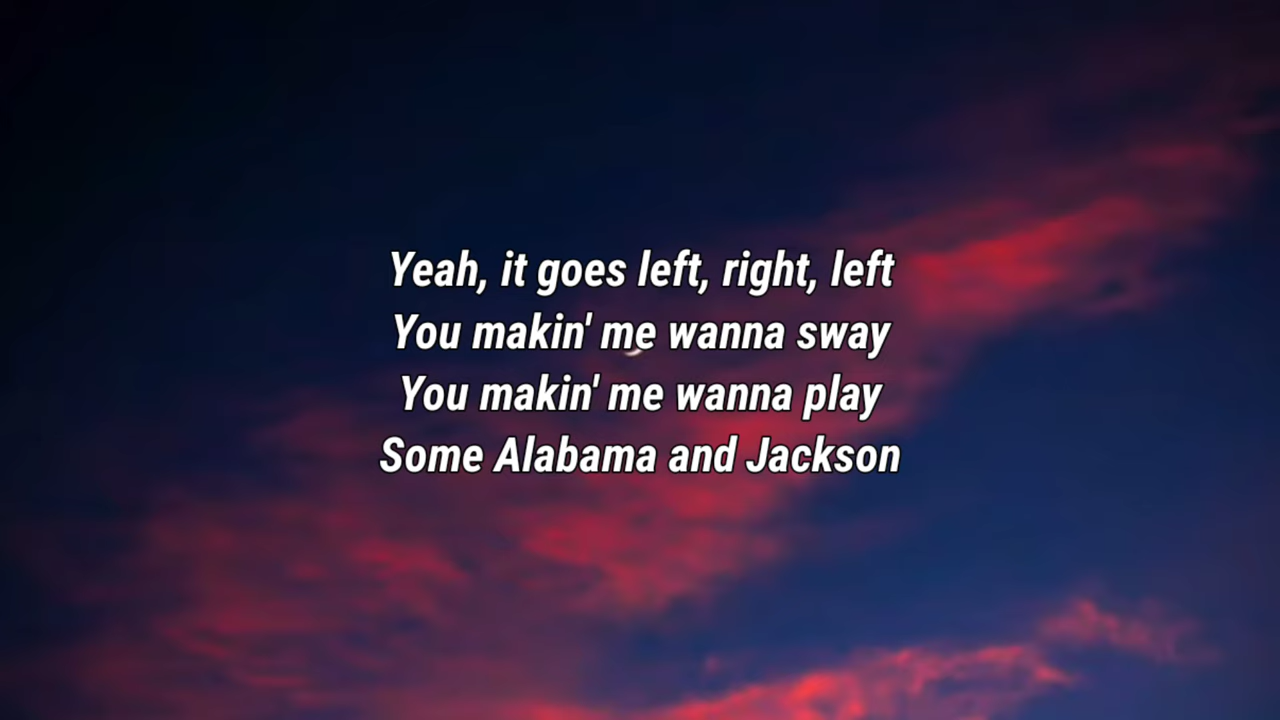 Yeah, it goes left, right, left
You makin' me wanna sway
You makin' me wanna play
Some Alabama and Jackson